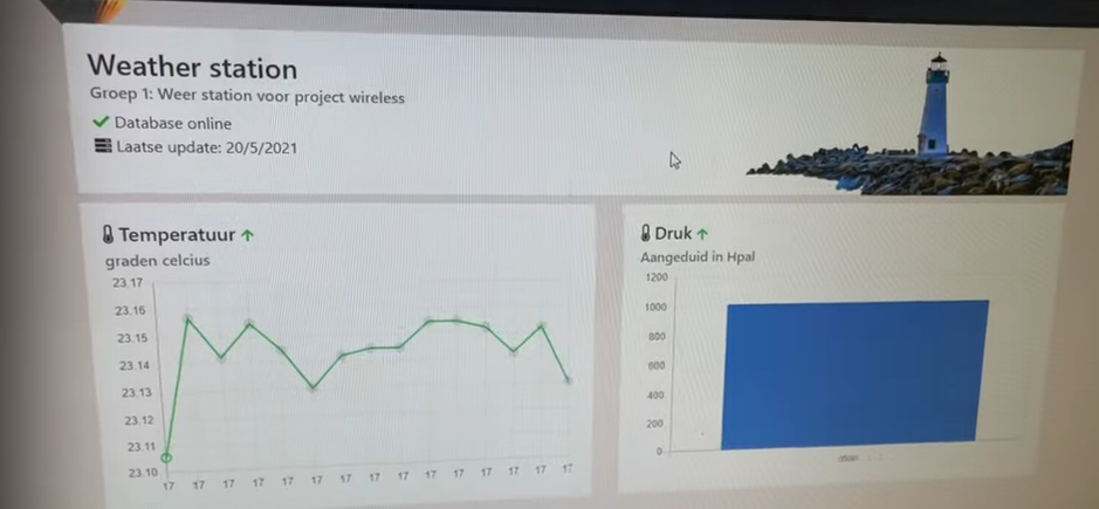 Weather station
Groep 1: Weer station voor project wireless
Database online
Laatse update: 20/5/2021
Temperatuur
graden celcius
23.17
23.16
23.15
23.14
23.13
23.12
23.11
23.10
17 17 17 17 17 17 17 17 17 17 17 17 17 17 17
Druk
Aangeduid in Hpal
1200
1000
800
600
400
200
0